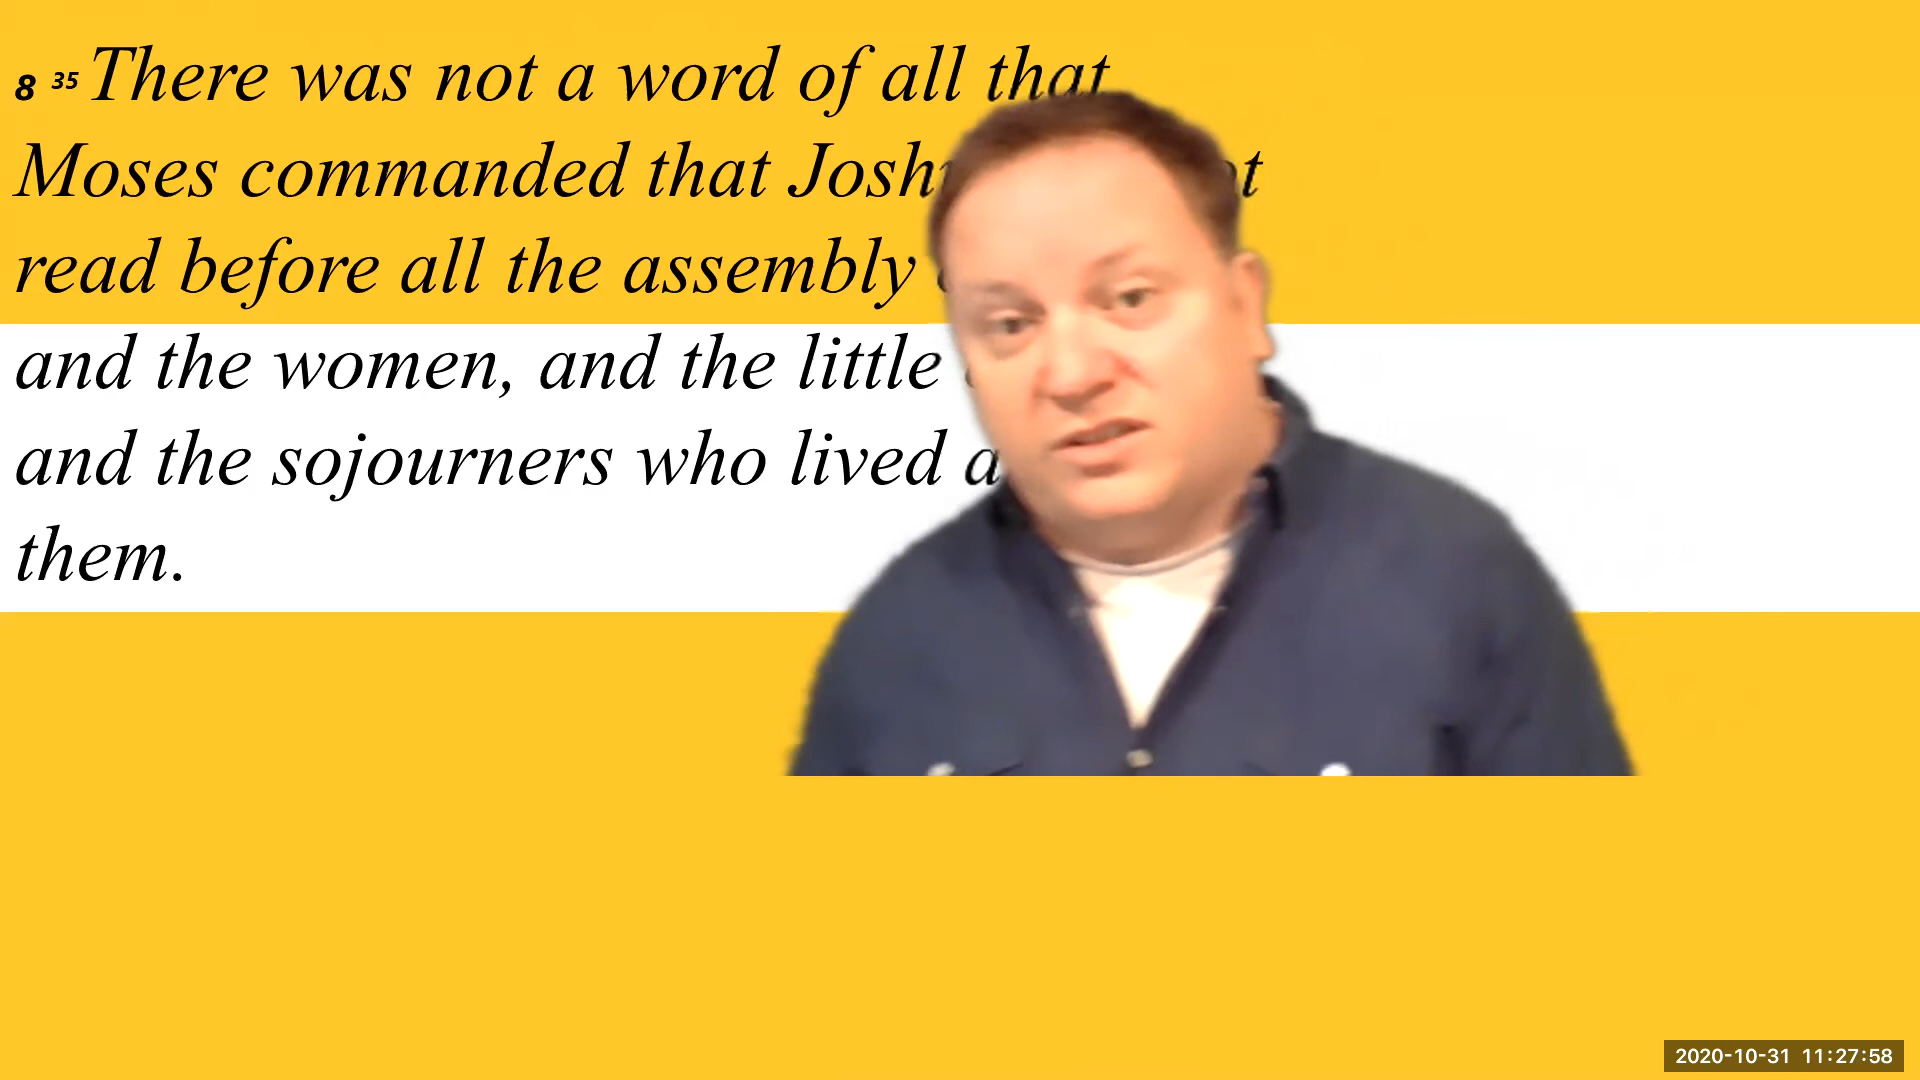 8 35 There was not a word of all that
Moses commanded that
read before all the assembly
and the women, and the little
and the sojourners who lived
them.
2020-10-31 11:27:58